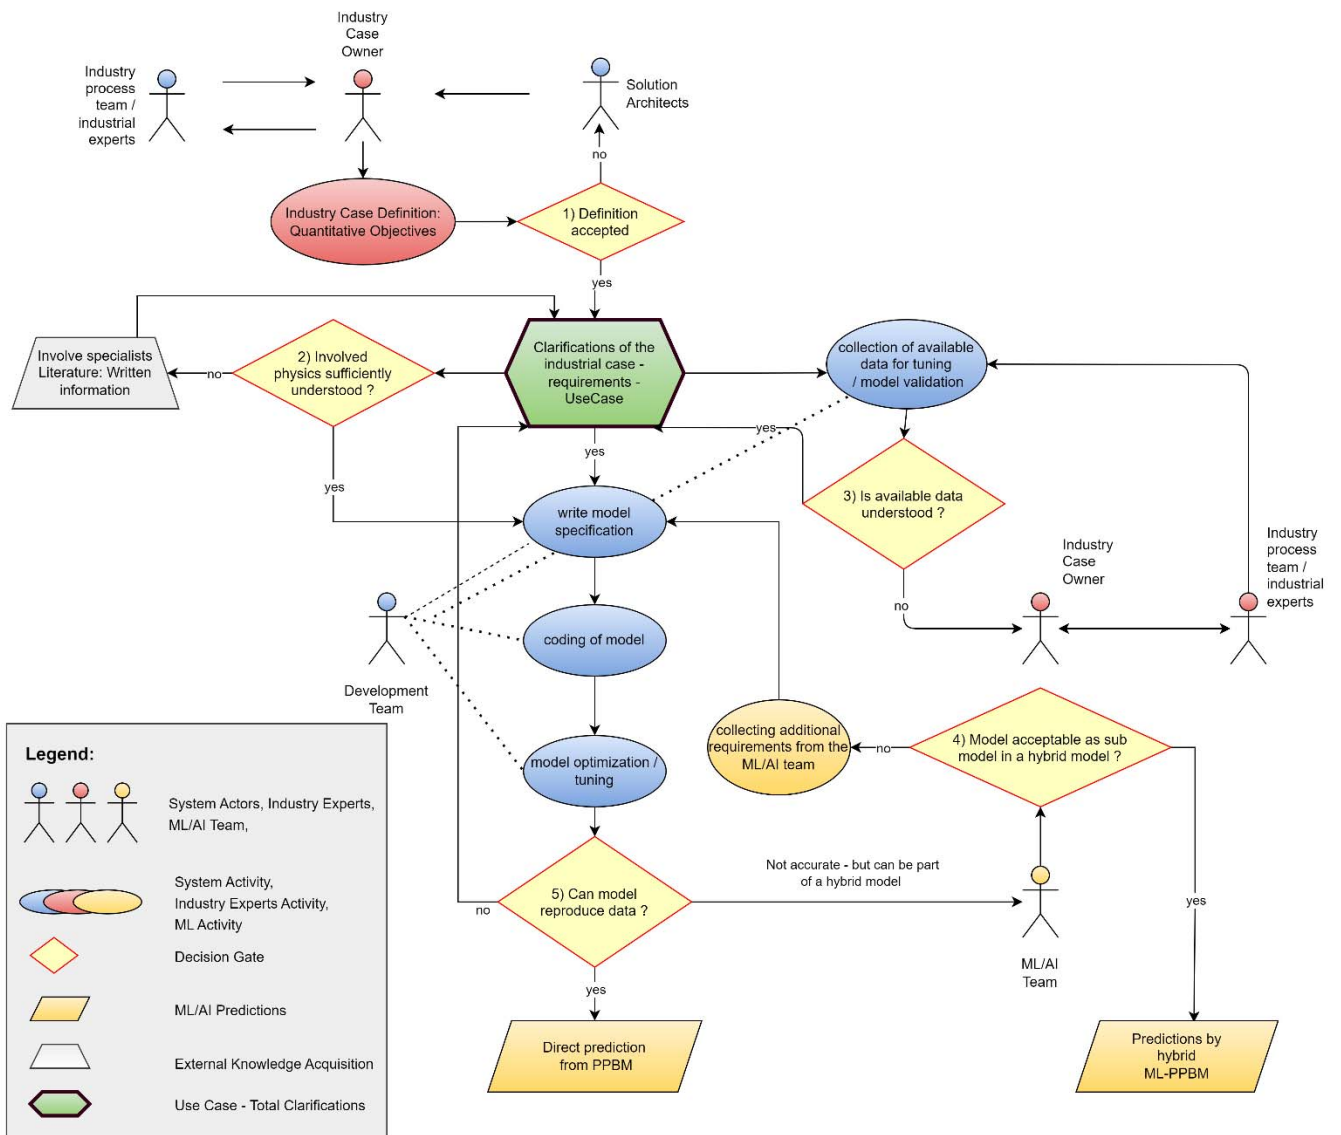 Industry
Case
Owner
Industry
process
team /
industrial
experts
Solution
Architects
no
Industry Case Definition:
Quantitative Objectives
1) Definition
accepted
yes
Involve specialists
Literature: Written
information
no
2) Involved
physics sufficiently
understood ?
Clarifications of the
industrial case -
requirements -
UseCase
collection of available
data for tuning
/ model validation
yes
yes
yes
3) Is available data
understood ?
write model
specification
Industry
Case
Owner
Industry
process
team /
industrial
experts
no
coding of model
Development
Team
collecting additional
requirements from the
ML/AI team
no
4) Model acceptable as sub
model in a hybrid model ?
model optimization /
tuning
Not accurate - but can be part
of a hybrid model
5) Can model
reproduce data ?
no
yes
ML/AI
Team
yes
Direct prediction
from PPBM
Predictions by
hybrid
ML-PPBM
Legend:
System Actors, Industry Experts,
ML/AI Team,
System Activity,
Industry Experts Activity,
ML Activity
Decision Gate
ML/AI Predictions
External Knowledge Acquisition
Use Case - Total Clarifications